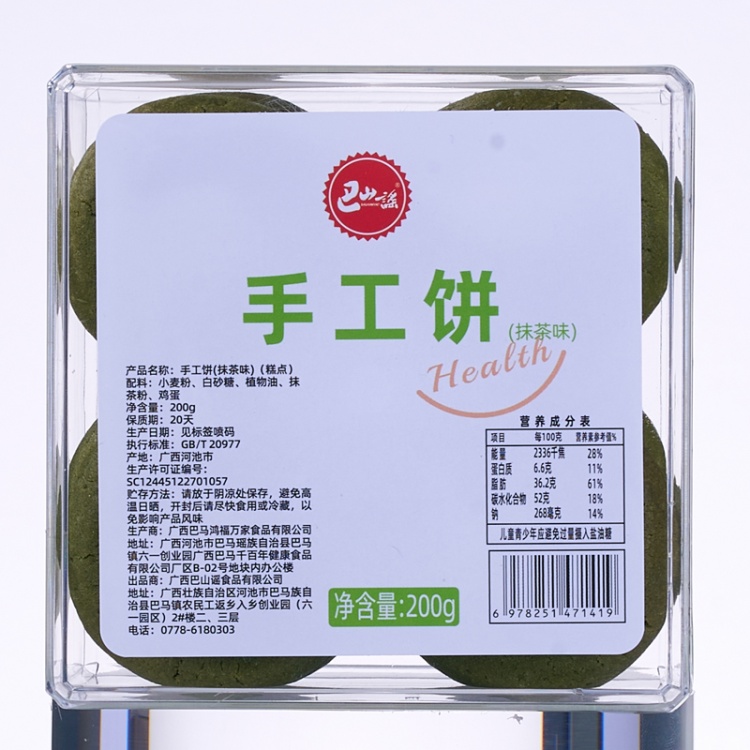 巴山謡
手工饼
(抹茶味)
Health
产品名称：手工饼(抹茶味)（糕点）
配料：小麦粉、白砂糖、植物油、抹
茶粉、鸡蛋
净含量：200g
保质期：20天
生产日期：见标签喷码
执行标准：GB/T 20977
产地：广西河池市
生产许可证编号：
SC12445122701057
贮存方法：请放于阴凉处保存，避免高
温日晒，开封后请尽快食用或冷藏，以
免影响产品风味
生产商：广西巴马鸿福万家食品有限公司
地址：广西河池市巴马瑶族自治县巴马
镇六一创业园广西巴马千百年健康食品
有限公司厂区B-02号地块内办公楼
出品商：广西巴山谣食品有限公司
地址：广西壮族自治区河池市巴马族自
治县巴马镇农民工返乡入乡创业园（六
一园区）2#楼二、三层
电话：0778-6180303
净含量:200g
营养成分表
项目 每100克 营养素参考值%
能量 2336千焦 28%
蛋白质 6.6克 11%
脂肪 36.2克 61%
碳水化合物 52克 18%
钠 268毫克 14%
儿童青少年应避免过量摄入盐油糖
6 978251 471419